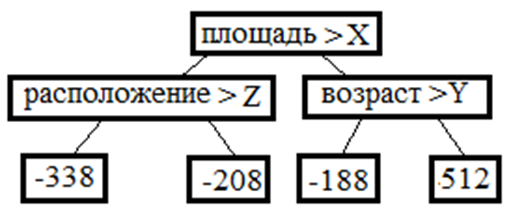 площадь > X
расположение > Z
возраст >Y
-338
-208
-188
-512